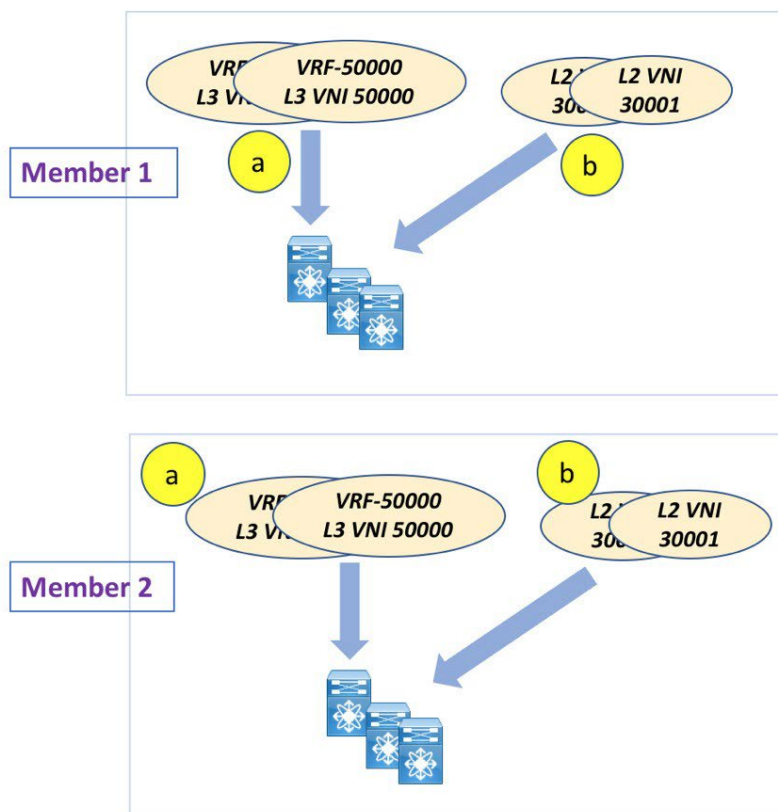 VRF-50000
L3 VNI 50000
L2 VNI
30001
a
b
Member 1
a
b
VRF-50000
L3 VNI 50000
L2 VNI
30001
Member 2